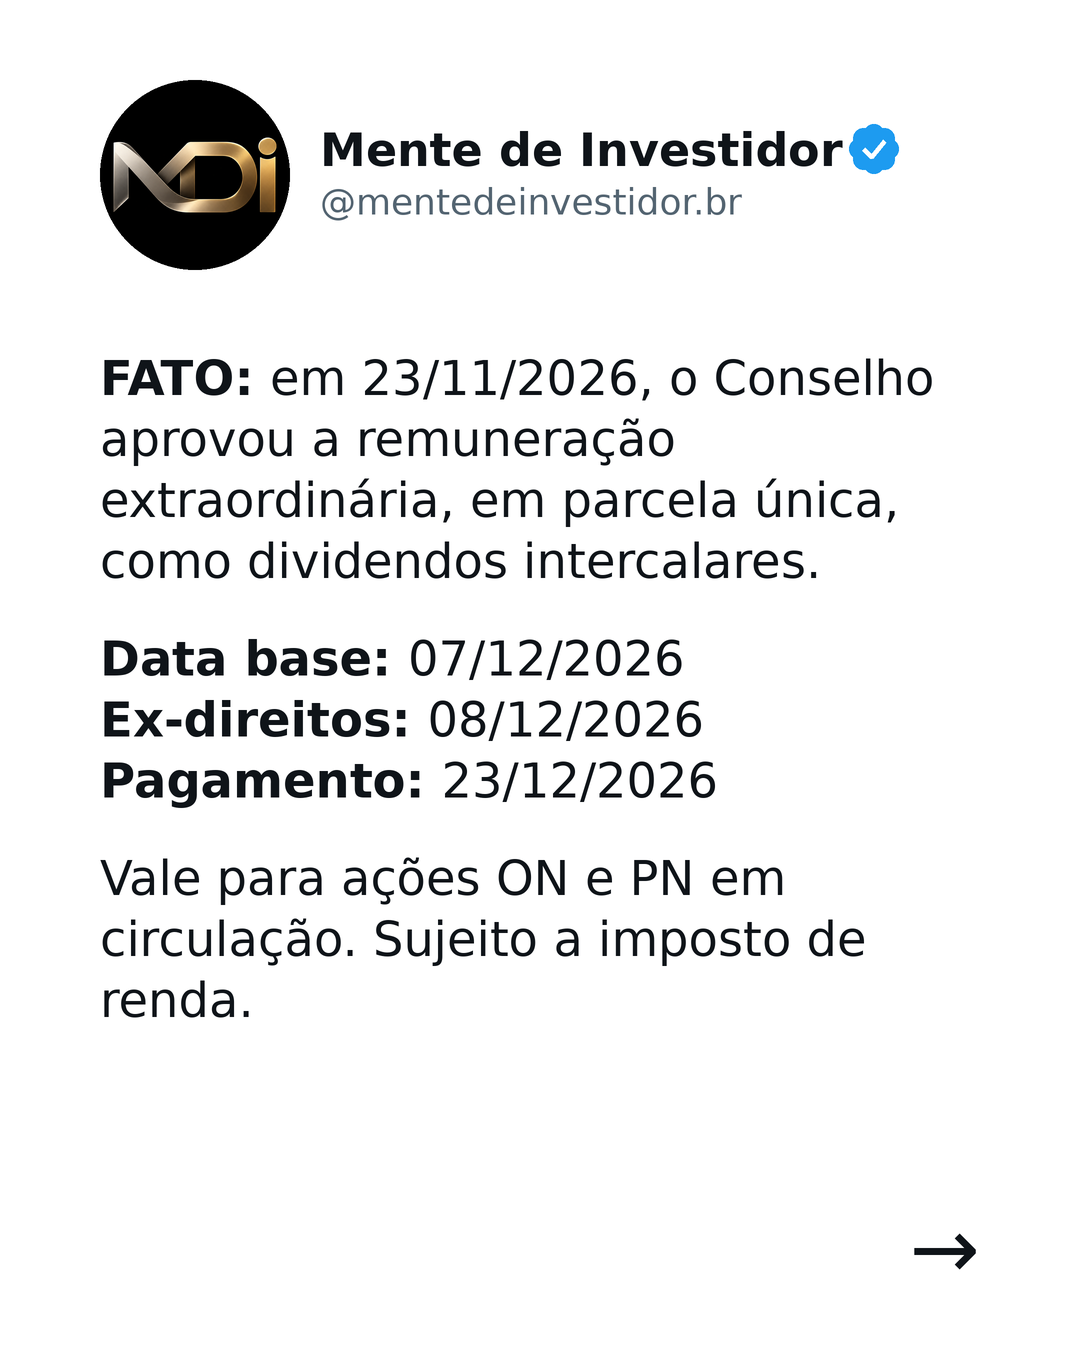 MDi
Mente de Investidor
@mentedeinvestidor.br
FATO: em 23/11/2026, o Conselho
aprovou a remuneração
extraordinária, em parcela única,
como dividendos intercalares.
Data base: 07/12/2026
Ex-direitos: 08/12/2026
Pagamento: 23/12/2026
Vale para ações ON e PN em
circulação. Sujeito a imposto de
renda.
→